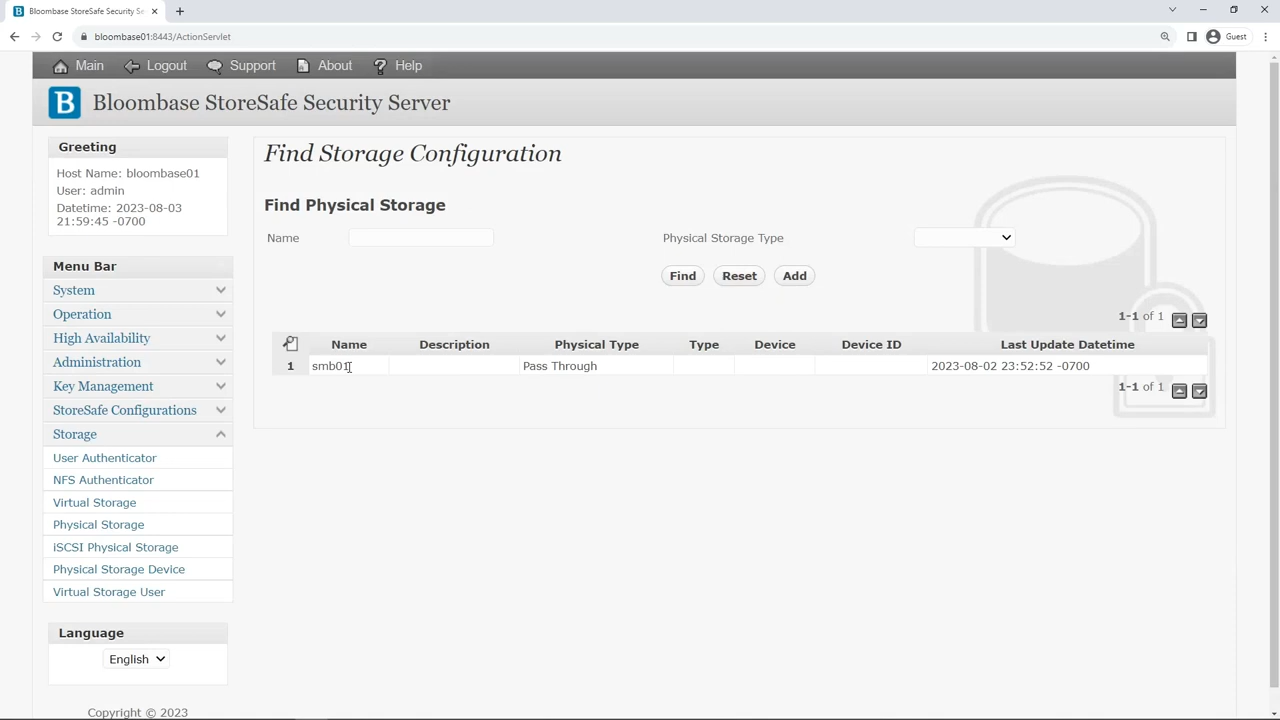 Bloombase StoreSafe Security Se
bloombase01:8443/ActionServlet
Guest
Main
Logout
Support
About
Help
B
Bloombase StoreSafe Security Server
Greeting
Host Name: bloombase01
User: admin
Datetime: 2023-08-03
21:59:45 -0700
Menu Bar
System
Operation
High Availability
Administration
Key Management
StoreSafe Configurations
Storage
User Authenticator
NFS Authenticator
Virtual Storage
Physical Storage
iSCSI Physical Storage
Physical Storage Device
Virtual Storage User
Language
English
Copyright © 2023
Find Storage Configuration
Find Physical Storage
Name
Physical Storage Type
Find Reset Add
1-1 of 1
Name Description Physical Type Type Device Device ID Last Update Datetime
1 smb01 Pass Through 2023-08-02 23:52:52 -0700
1-1 of 1